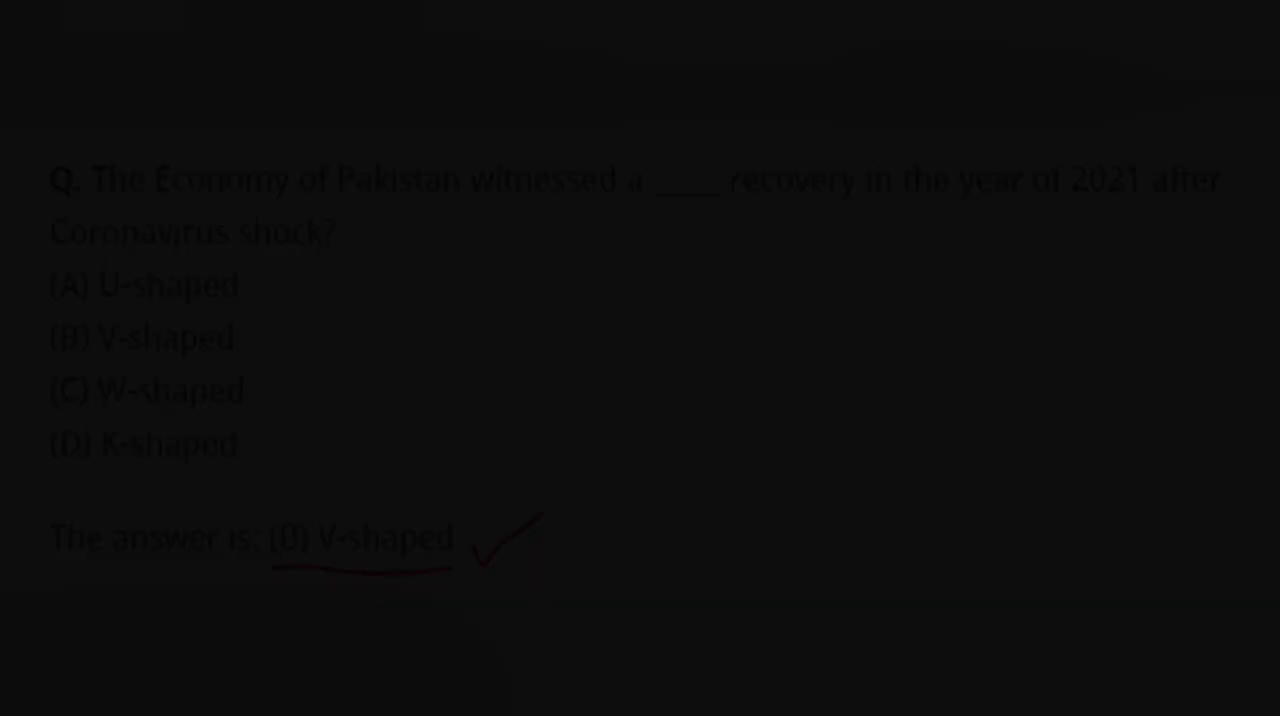 Q. The Economy of Pakistan witnessed a ____ recovery in the year of 2021 after
Coronavirus shock?
(A) U-shaped
(B) V-shaped
(C) W-shaped
(D) K-shaped
The answer is: (B) V-shaped